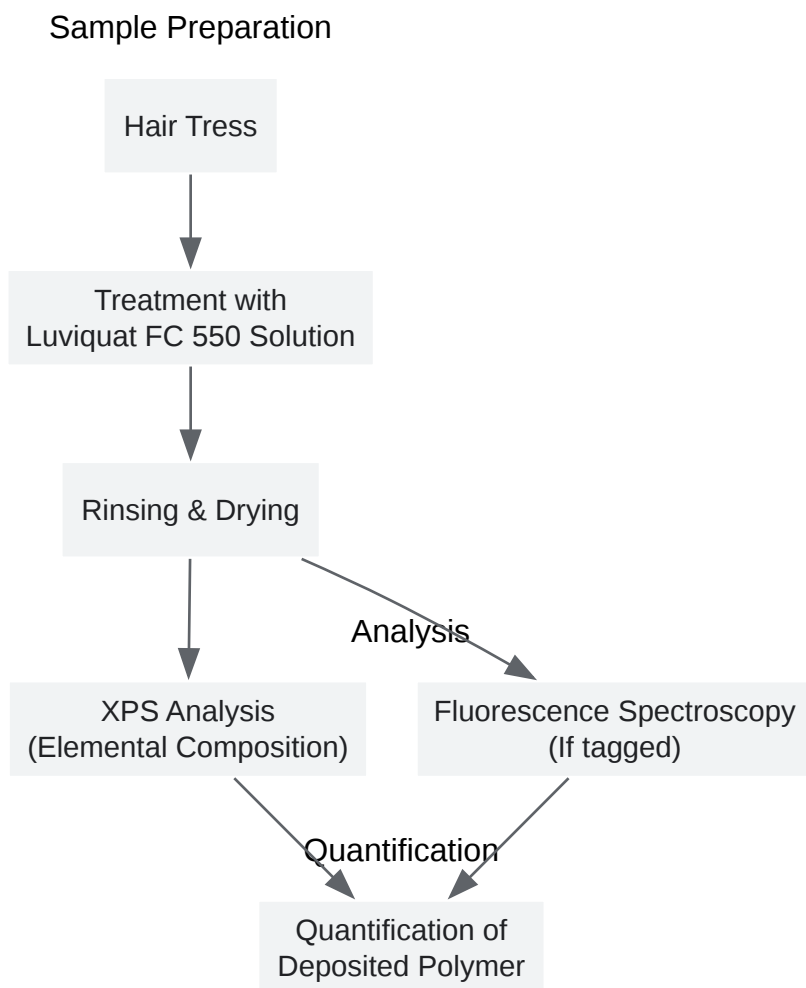 Sample Preparation
Hair Tress
Treatment with
Luviquat FC 550 Solution
Rinsing & Drying
Analysis
XPS Analysis
(Elemental Composition)
Fluorescence Spectroscopy
(If tagged)
Quantification
Quantification of
Deposited Polymer